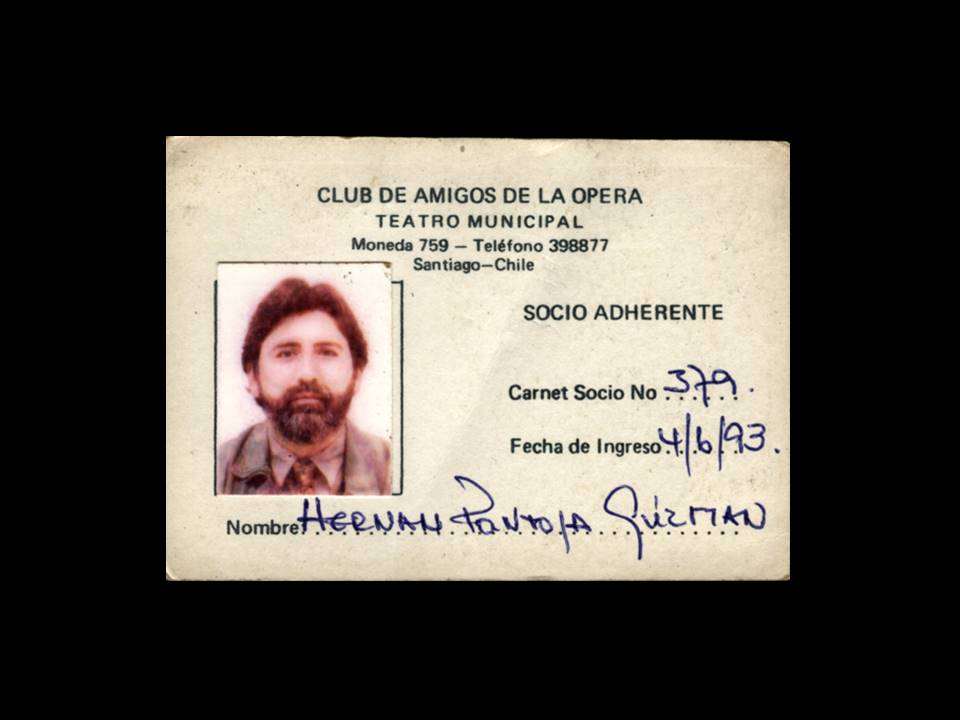 CLUB DE AMIGOS DE LA OPERA
TEATRO MUNICIPAL
Moneda 759 — Teléfono 398877
Santiago—Chile
SOCIO ADHERENTE
Carnet Socio No 379.
Fecha de Ingreso 4/6/93.
Nombre HERNAN PANTOJA GÚZMAN